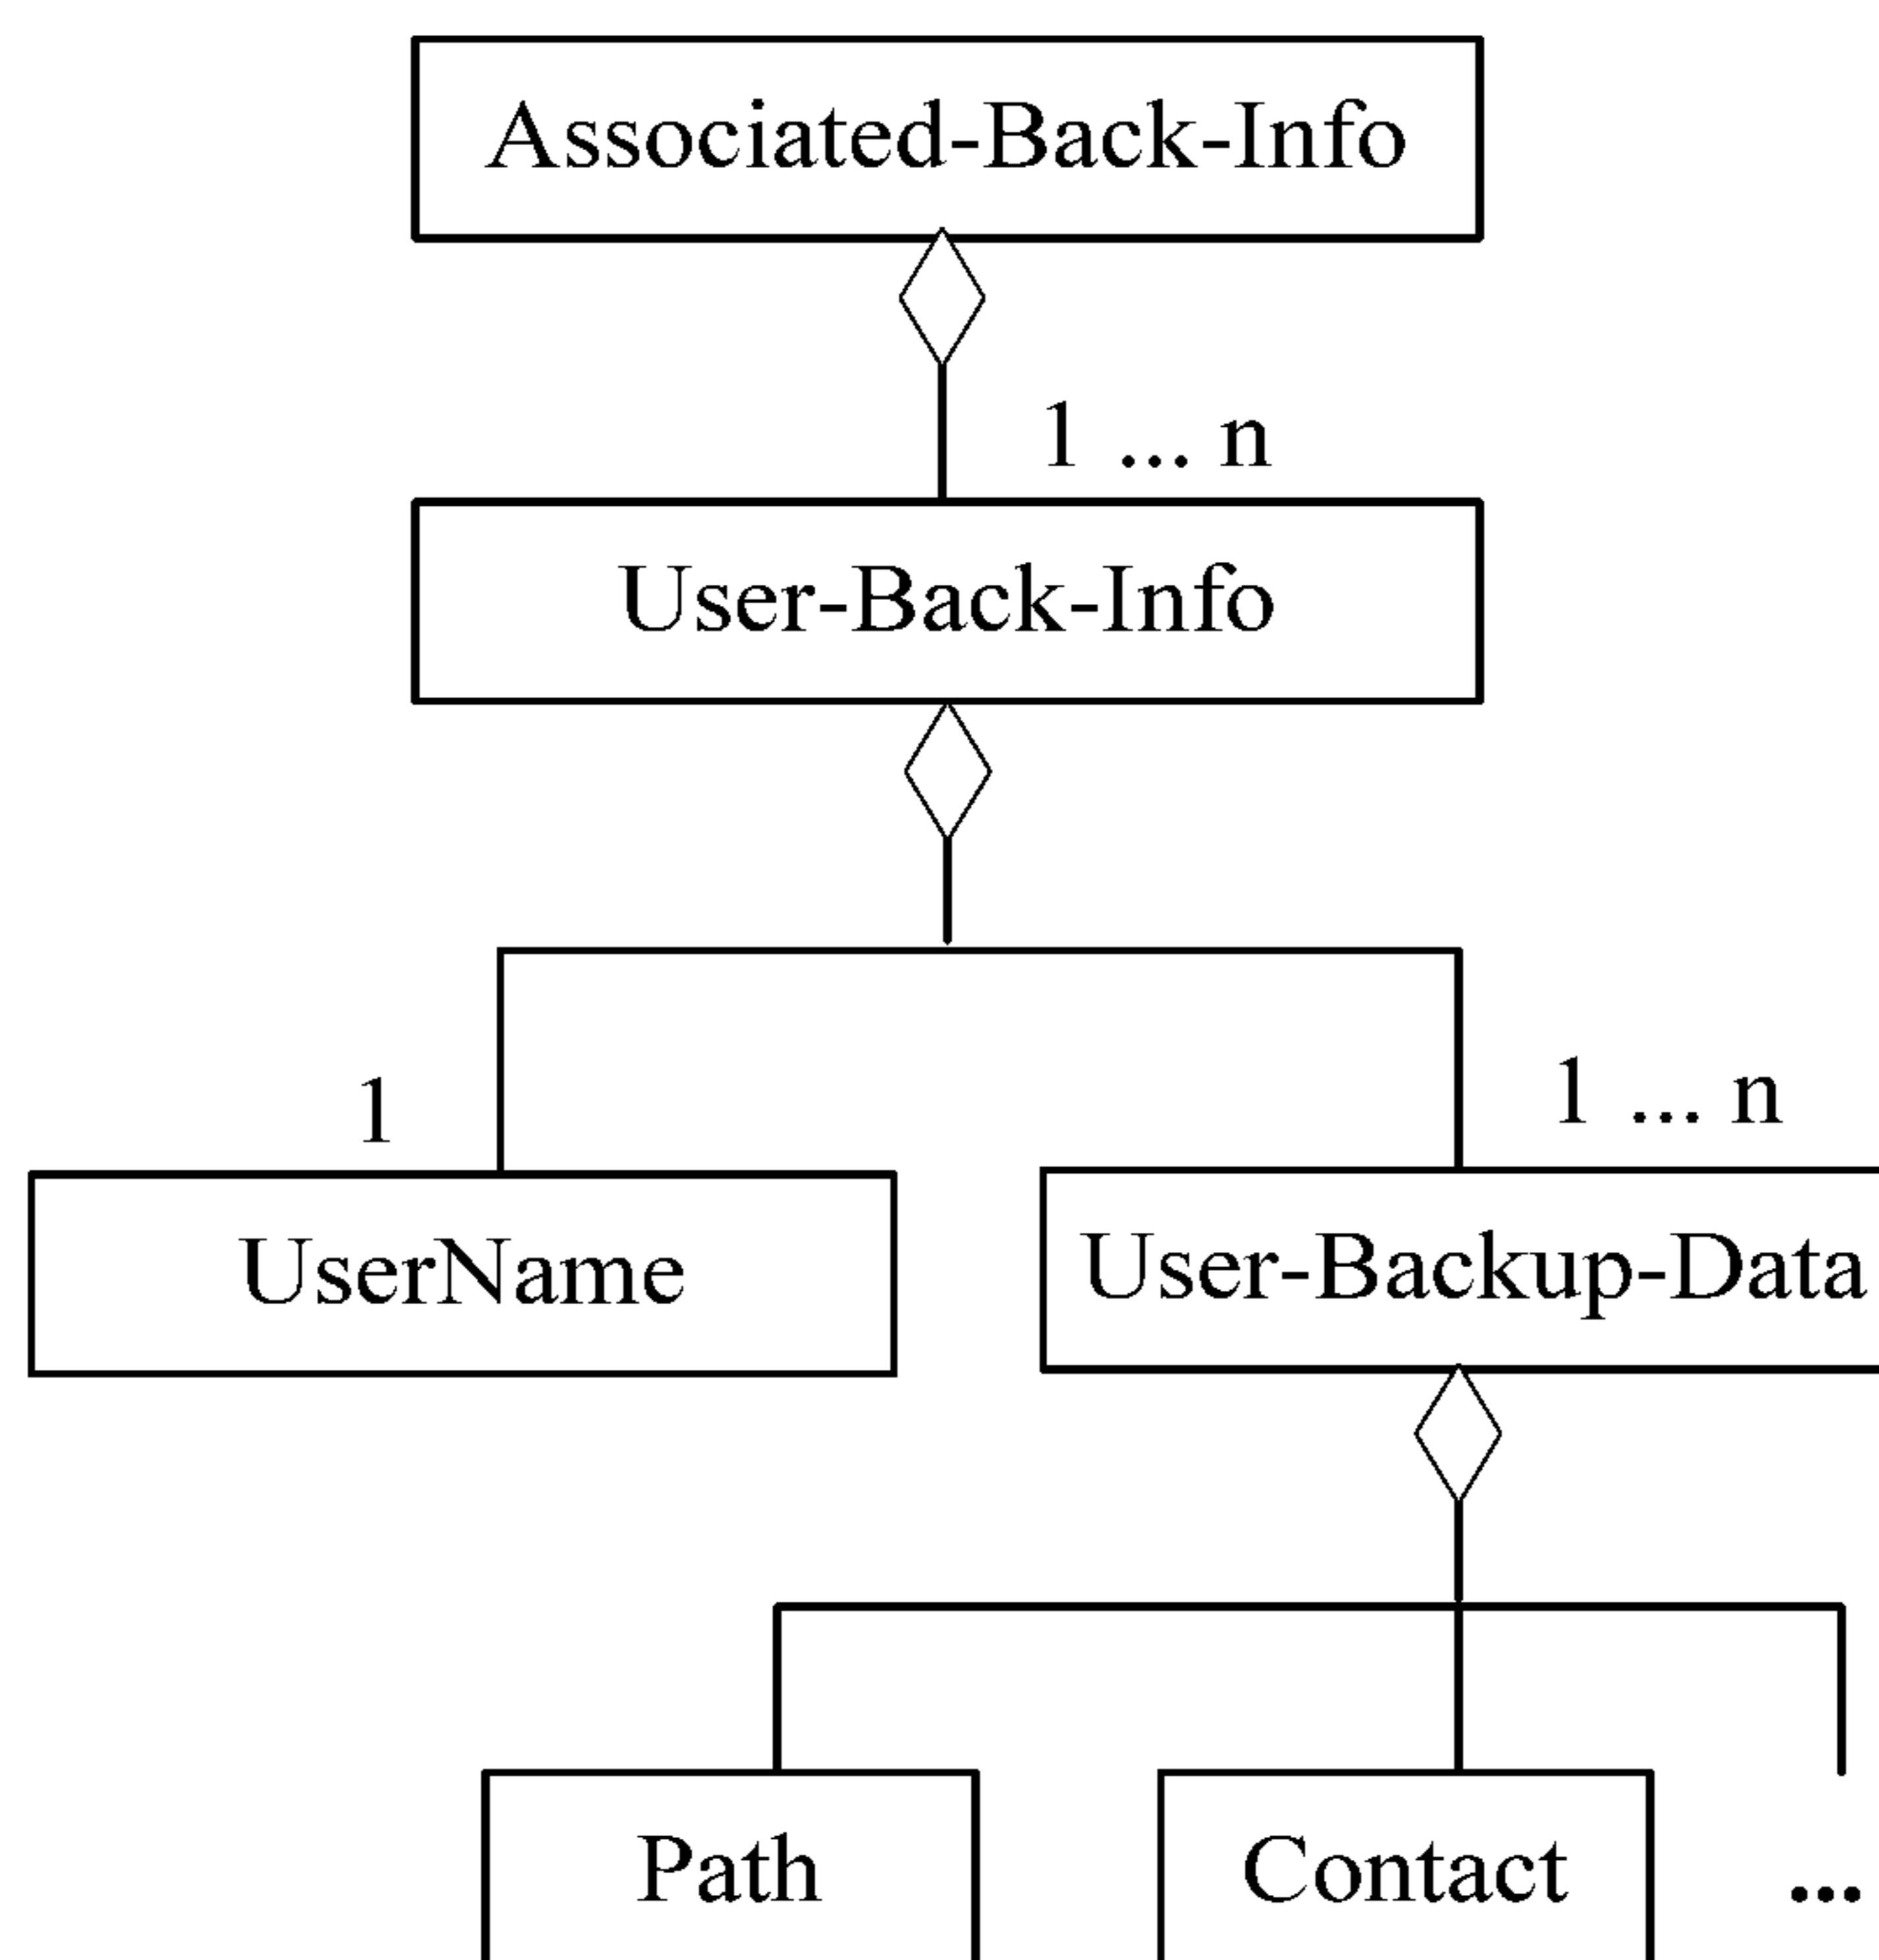 Associated-Back-Info
1 ... n
User-Back-Info
1
1 ... n
UserName
User-Backup-Data
Path
Contact
...